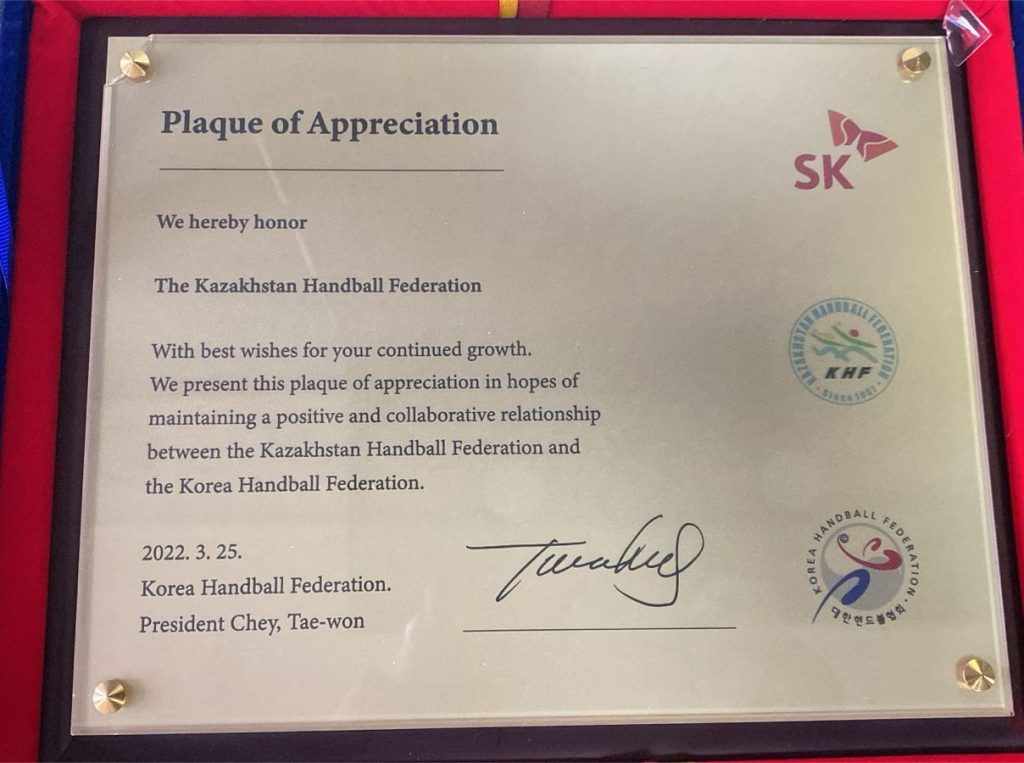 Plaque of Appreciation
SK
We hereby honor
The Kazakhstan Handball Federation
With best wishes for your continued growth.
We present this plaque of appreciation in hopes of
maintaining a positive and collaborative relationship
between the Kazakhstan Handball Federation and
the Korea Handball Federation.
KAZAKHSTAN HANDBALL FEDERATION
KHF
2022. 3. 25.
Korea Handball Federation.
President Chey, Tae-won
KOREA HANDBALL FEDERATION
대한핸드볼협회